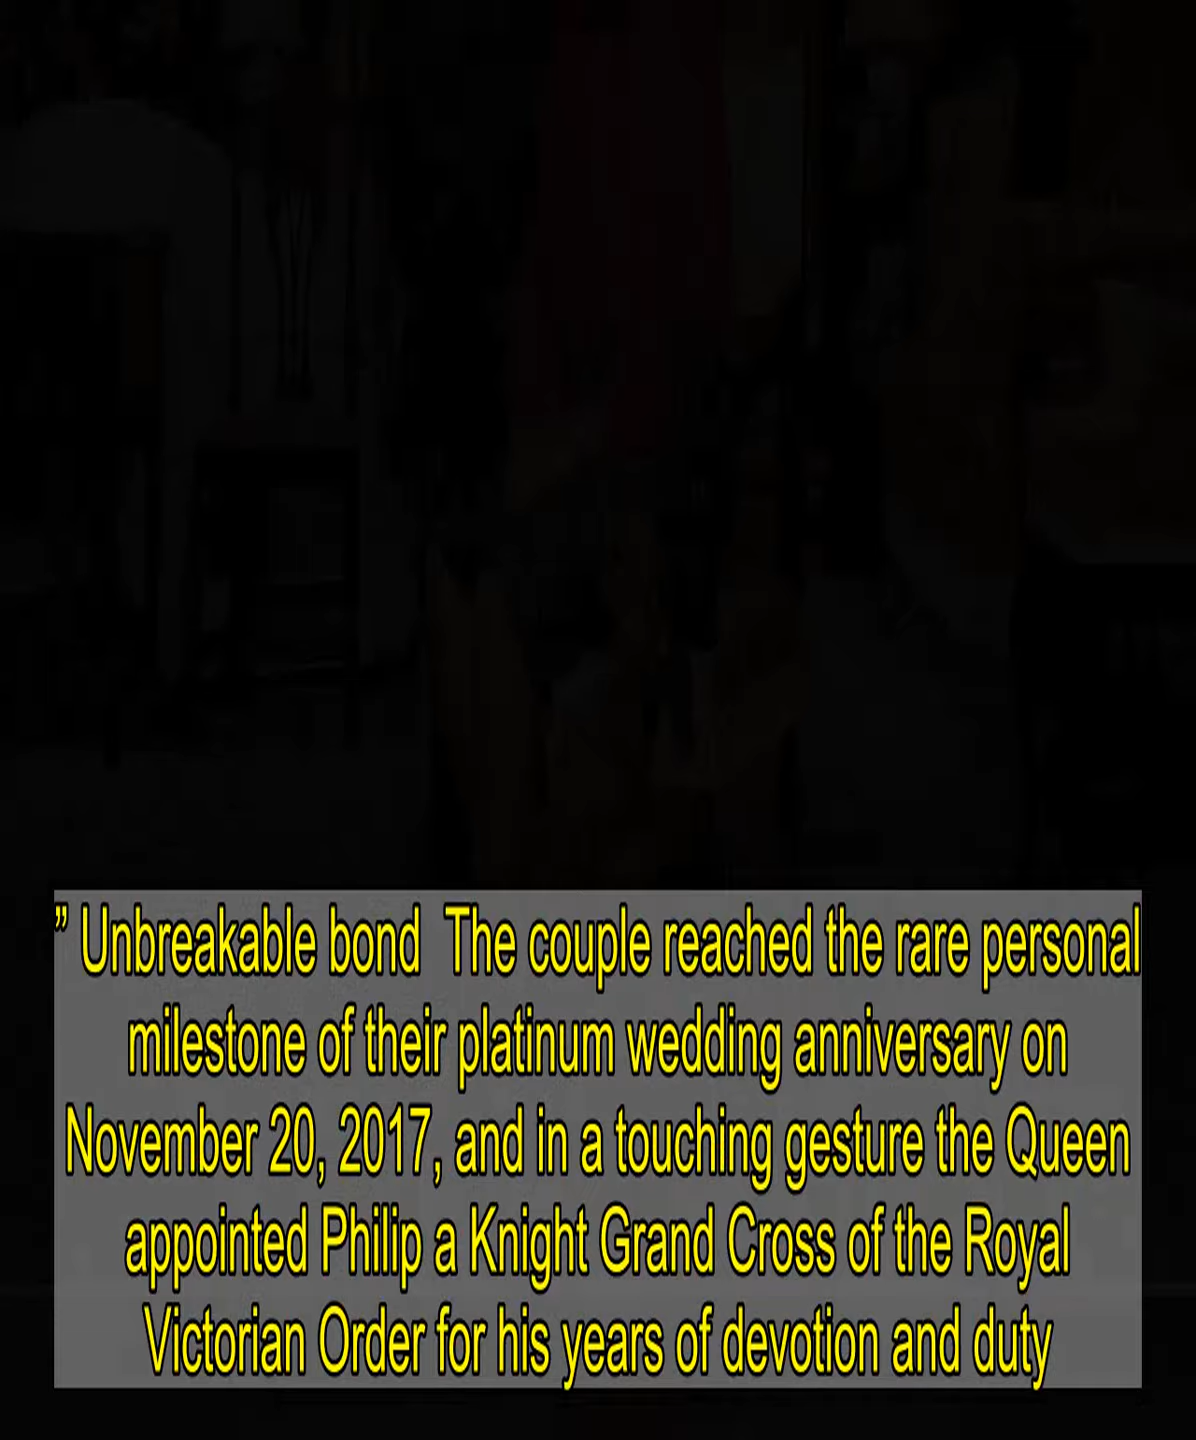 ” Unbreakable bond  The couple reached the rare personal
milestone of their platinum wedding anniversary on
November 20, 2017, and in a touching gesture the Queen
appointed Philip a Knight Grand Cross of the Royal
Victorian Order for his years of devotion and duty